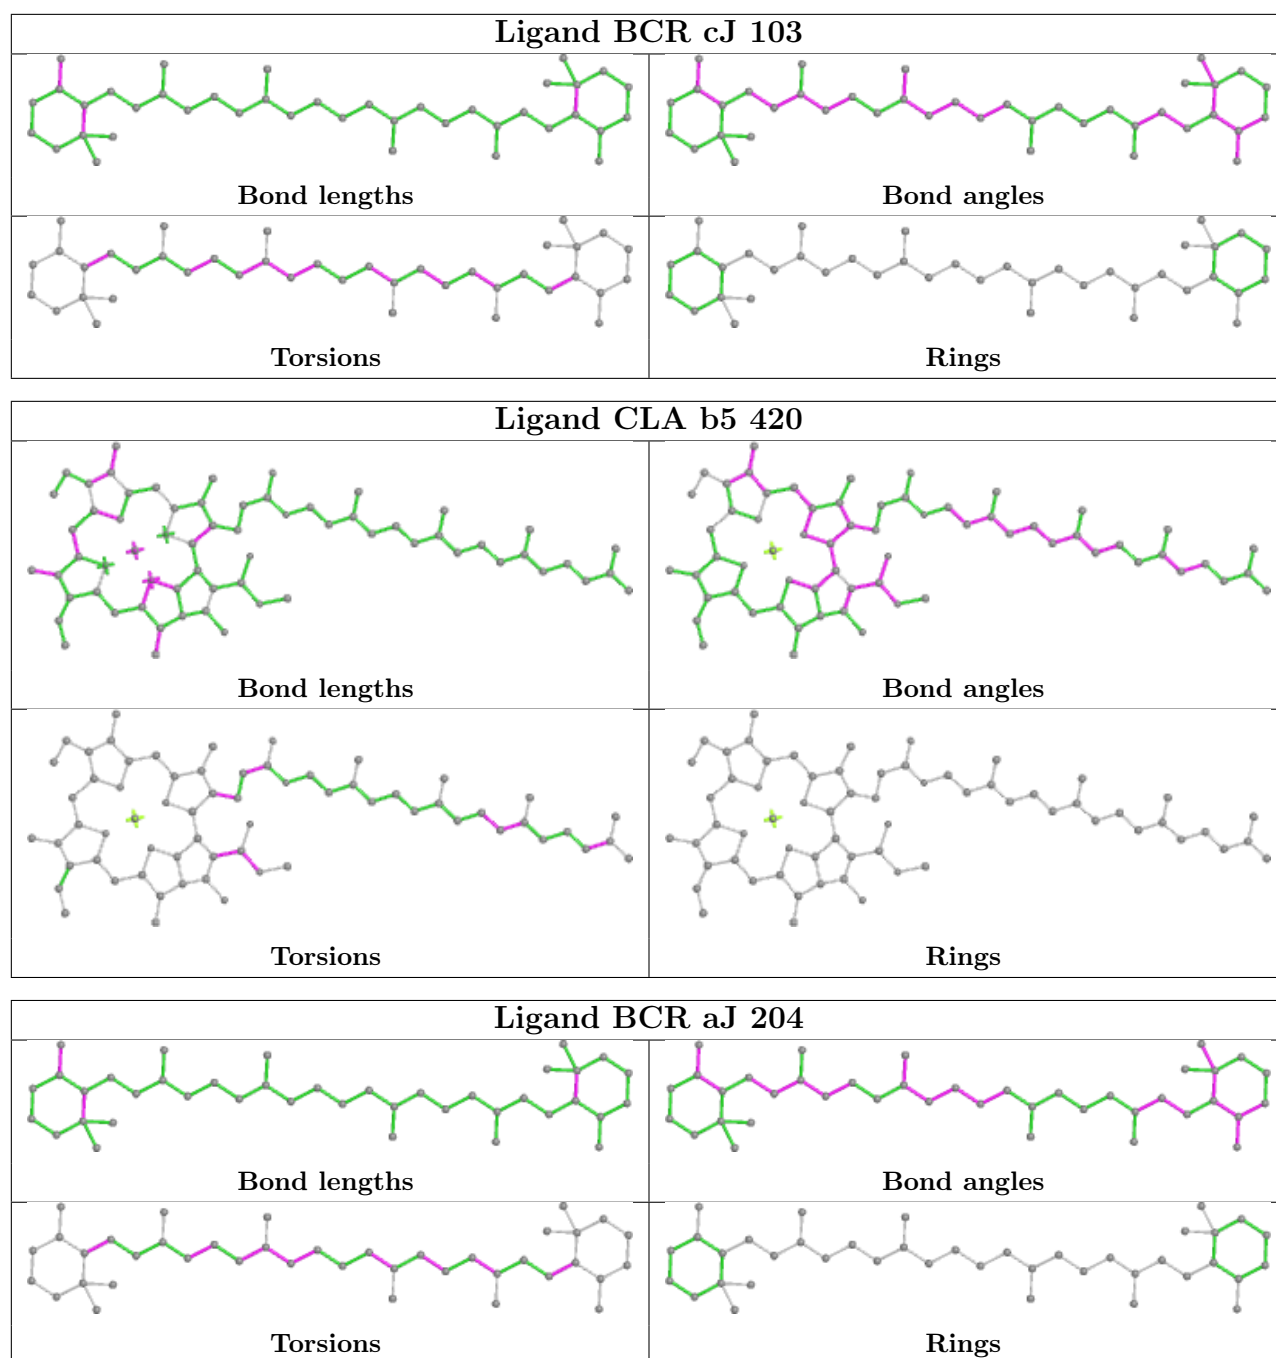 Ligand BCR cJ 103
Bond lengths
Bond angles
Torsions
Rings
Ligand CLA b5 420
Bond lengths
Bond angles
Torsions
Rings
Ligand BCR aJ 204
Bond lengths
Bond angles
Torsions
Rings